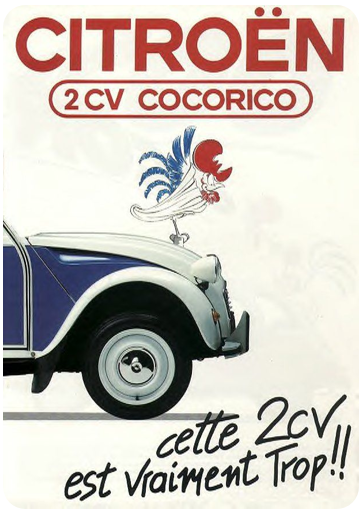 CITROËN
2CV COCORICO
cette 2CV
est vraiment Trop!!